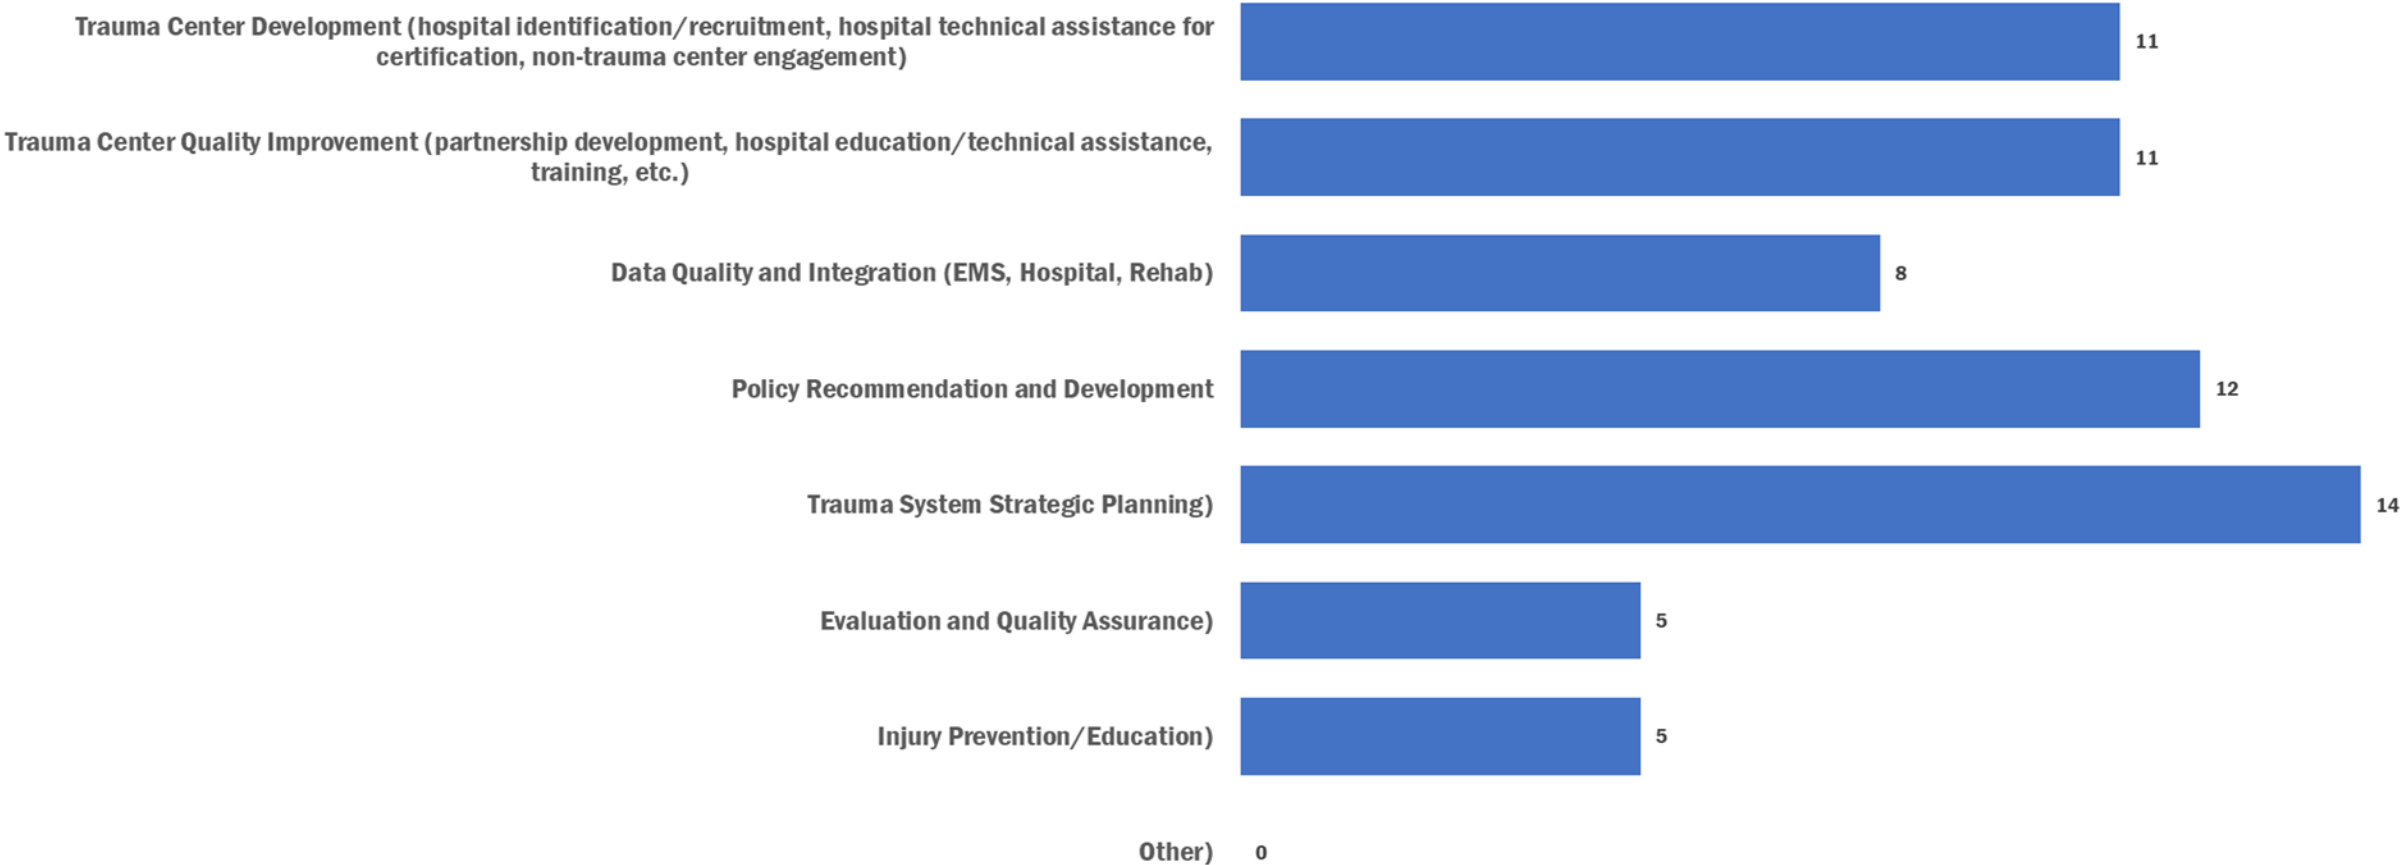 Trauma Center Development (hospital identification/recruitment, hospital technical assistance for
certification, non-trauma center engagement)
11
Trauma Center Quality Improvement (partnership development, hospital education/technical assistance,
training, etc.)
11
Data Quality and Integration (EMS, Hospital, Rehab)
8
Policy Recommendation and Development
12
Trauma System Strategic Planning)
14
Evaluation and Quality Assurance)
5
Injury Prevention/Education)
5
Other)
0